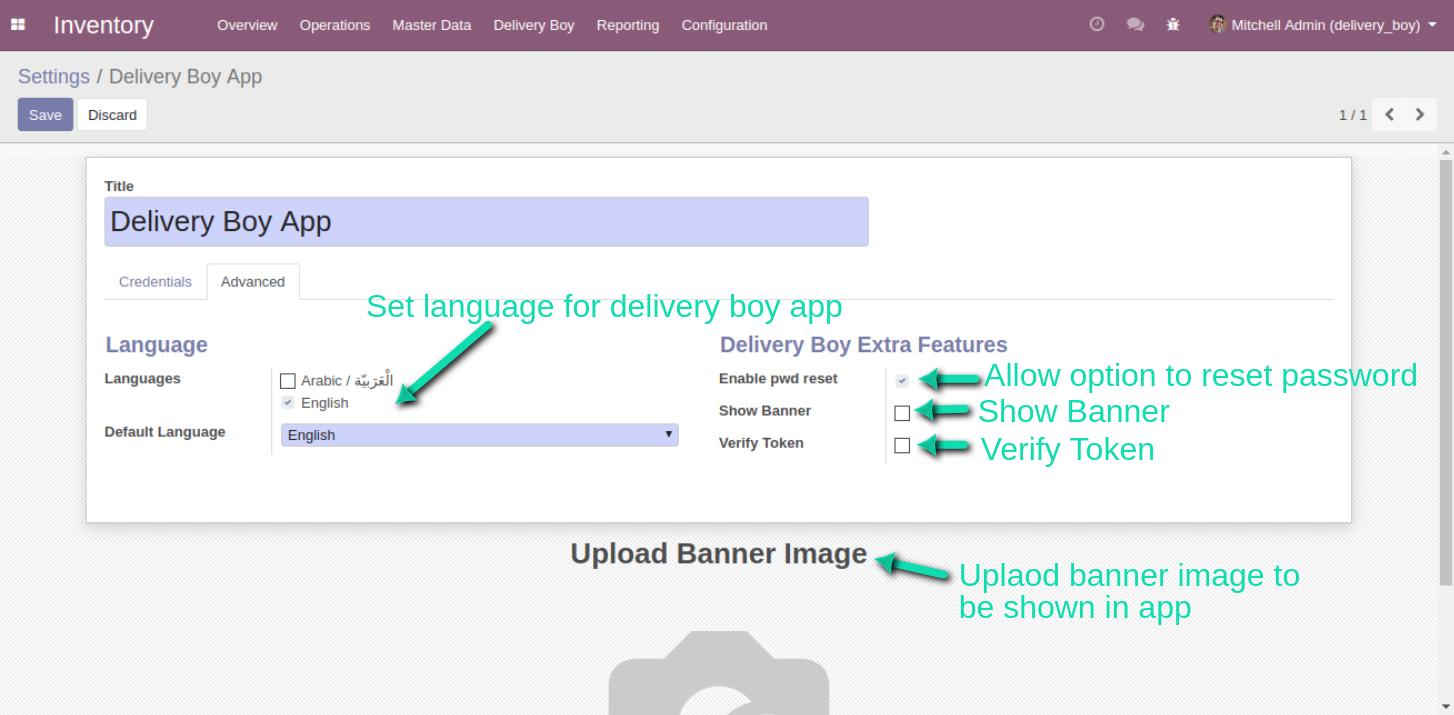 Inventory Overview Operations Master Data Delivery Boy Reporting Configuration Mitchell Admin (delivery_boy)
Settings / Delivery Boy App
Save Discard 1 / 1
Title
Delivery Boy App
Credentials Advanced
Set language for delivery boy app
Language
Languages
Arabic / الْعَرَبيّة
English
Default Language English
Delivery Boy Extra Features
Enable pwd reset Allow option to reset password
Show Banner Show Banner
Verify Token Verify Token
Upload Banner Image
Uplaod banner image to
be shown in app